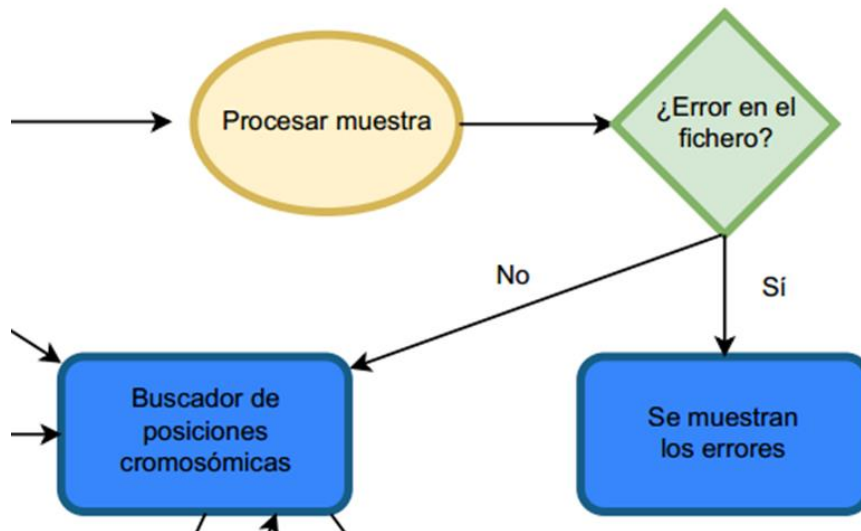 Procesar muestra
¿Error en el
fichero?
No
Sí
Buscador de
posiciones
cromosómicas
Se muestran
los errores